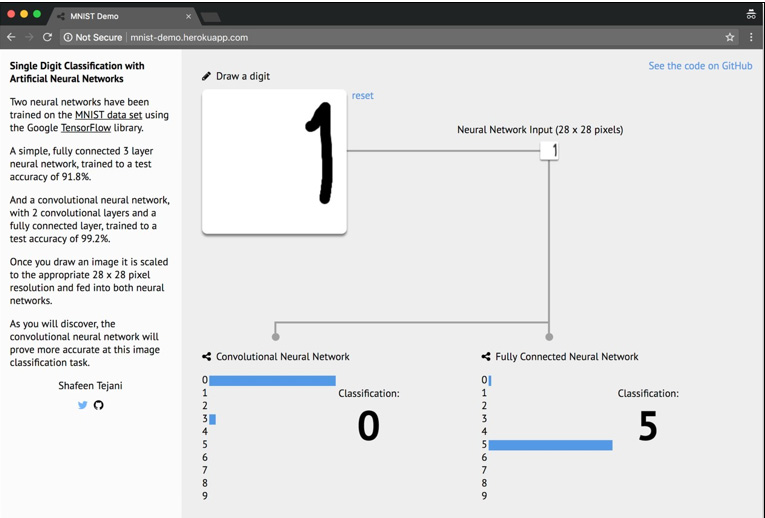 MNIST Demo
Not Secure | mnist-demo.herokuapp.com
Single Digit Classification with
Artificial Neural Networks
Two neural networks have been
trained on the MNIST data set using
the Google TensorFlow library.
A simple, fully connected 3 layer
neural network, trained to a test
accuracy of 91.8%.
And a convolutional neural network,
with 2 convolutional layers and a
fully connected layer, trained to a
test accuracy of 99.2%.
Once you draw an image it is scaled
to the appropriate 28 x 28 pixel
resolution and fed into both neural
networks.
As you will discover, the
convolutional neural network will
prove more accurate at this image
classification task.
Shafeen Tejani
See the code on GitHub
Draw a digit
reset
1
Neural Network Input (28 x 28 pixels)
1
Convolutional Neural Network
0
1
2
3
4
5
6
7
8
9
Classification:
0
Fully Connected Neural Network
0
1
2
3
4
5
6
7
8
9
Classification:
5